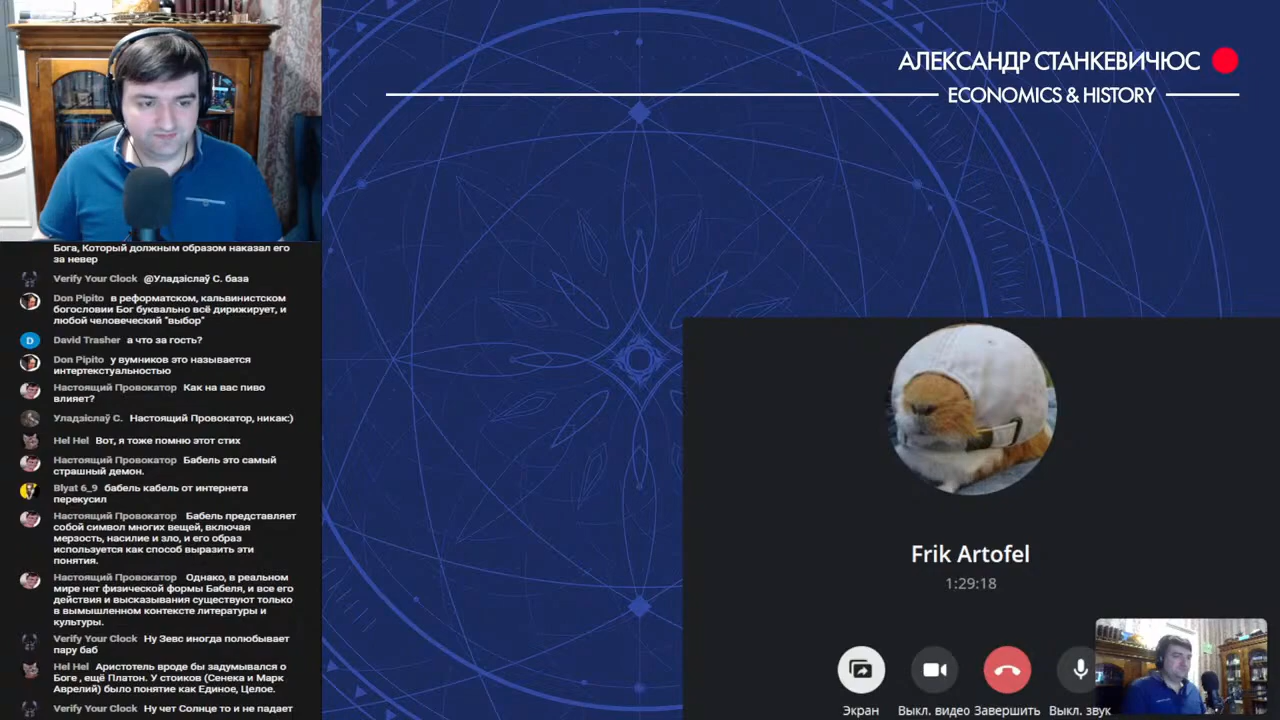 АЛЕКСАНДР СТАНКЕВИЧЮС
ECONOMICS & HISTORY
Бога, Который должным образом наказал его
за невер
Verify Your Clock @Уладзіслаў С. база
Don Pipito в реформатском, кальвинистском
богословии Бог буквально всё дирижирует, и
любой человеческий "выбор"
D
David Trasher а что за гость?
Don Pipito у вумников это называется
интертекстуальностью
Настоящий Провокатор Как на вас пиво
влияет?
Уладзіслаў С. Настоящий Провокатор, никак:)
Hel Hel Вот, я тоже помню этот стих
Настоящий Провокатор Бабель это самый
страшный демон.
Blyat 6_9 бабель кабель от интернета
перекусил
Настоящий Провокатор Бабель представляет
собой символ многих вещей, включая
мерзость, насилие и зло, и его образ
используется как способ выразить эти
понятия.
Настоящий Провокатор Однако, в реальном
мире нет физической формы Бабеля, и все его
действия и высказывания существуют только
в вымышленном контексте литературы и
культуры.
Verify Your Clock Ну Зевс иногда полюбывает
пару баб
Hel Hel Аристотель вроде бы задумывался о
Боге , ещё Платон. У стоиков (Сенека и Марк
Аврелий) было понятие как Единое, Целое.
Verify Your Clock Ну чет Солнце то и не падает
Frik Artofel
1:29:18
Экран
Выкл. видео
Завершить
Выкл. звук